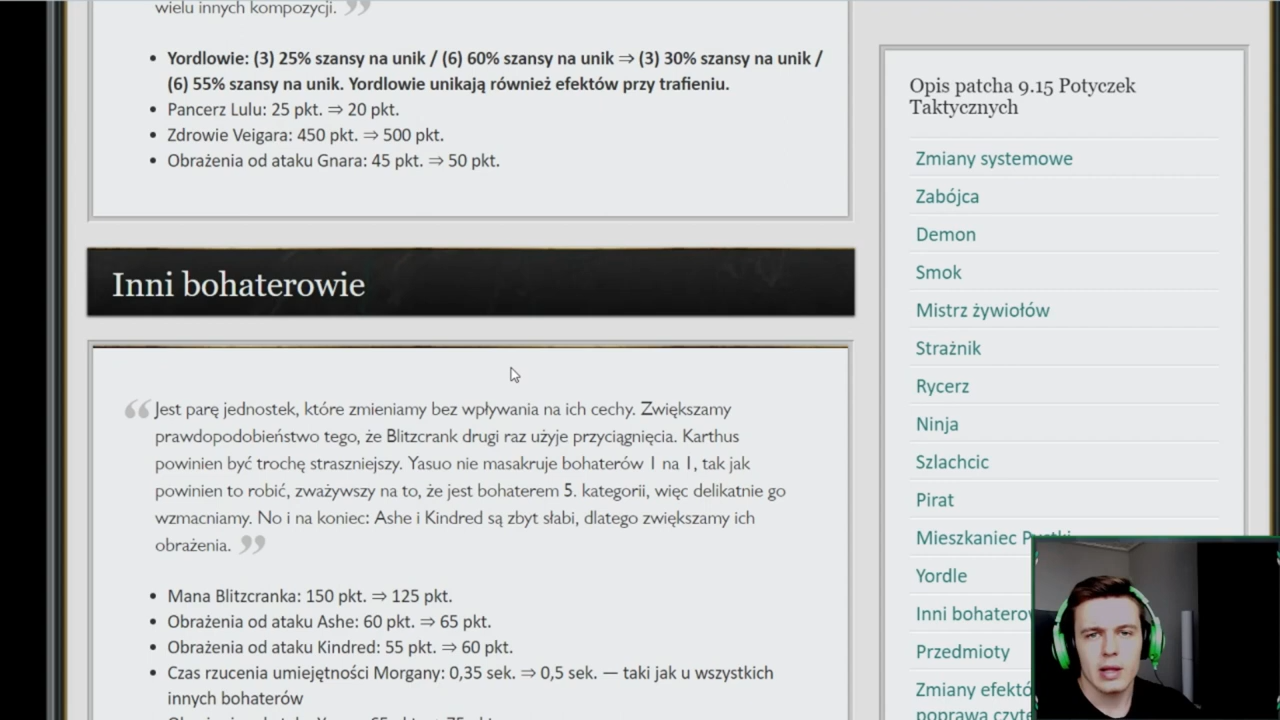 wielu innych kompozycji. ”
• Yordlowie: (3) 25% szansy na unik / (6) 60% szansy na unik ⇒ (3) 30% szansy na unik /
(6) 55% szansy na unik. Yordlowie unikają również efektów przy trafieniu.
• Pancerz Lulu: 25 pkt. ⇒ 20 pkt.
• Zdrowie Veigara: 450 pkt. ⇒ 500 pkt.
• Obrażenia od ataku Gnara: 45 pkt. ⇒ 50 pkt.
Inni bohaterowie
“ Jest parę jednostek, które zmieniamy bez wpływania na ich cechy. Zwiększamy
prawdopodobieństwo tego, że Blitzcrank drugi raz użyje przyciągnięcia. Karthus
powinien być trochę straszniejszy. Yasuo nie masakruje bohaterów 1 na 1, tak jak
powinien to robić, zważywszy na to, że jest bohaterem 5. kategorii, więc delikatnie go
wzmacniamy. No i na koniec: Ashe i Kindred są zbyt słabi, dlatego zwiększamy ich
obrażenia. ”
• Mana Blitzcranka: 150 pkt. ⇒ 125 pkt.
• Obrażenia od ataku Ashe: 60 pkt. ⇒ 65 pkt.
• Obrażenia od ataku Kindred: 55 pkt. ⇒ 60 pkt.
• Czas rzucenia umiejętności Morgany: 0,35 sek. ⇒ 0,5 sek. — taki jak u wszystkich
innych bohaterów
Opis patcha 9.15 Potyczek
Taktycznych
Zmiany systemowe
Zabójca
Demon
Smok
Mistrz żywiołów
Strażnik
Rycerz
Ninja
Szlachcic
Pirat
Mieszkaniec Pustki
Yordle
Inni bohaterow
Przedmioty
Zmiany efektó
poprawa czyte